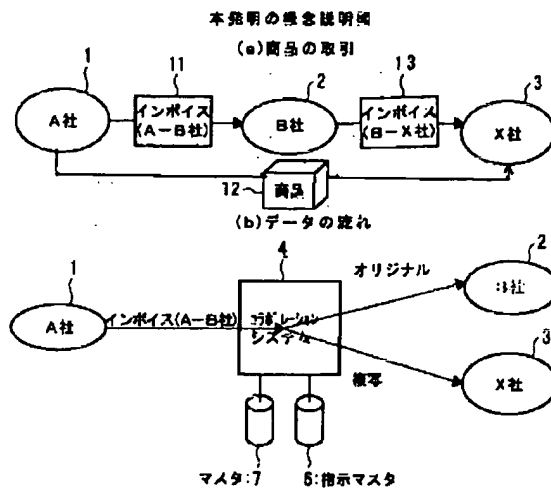 本発明の概念説明図
(a)商品の取引
1
11
2
13
3
A社
インボイス
(A-B社)
B社
インボイス
(B-X社)
X社
12
商品
(b)データの流れ
1
4
オリジナル
2
A社
インボイス(A-B社)
コラボレーション
システム
B社
3
複写
X社
マスタ:7
6:指示マスタ